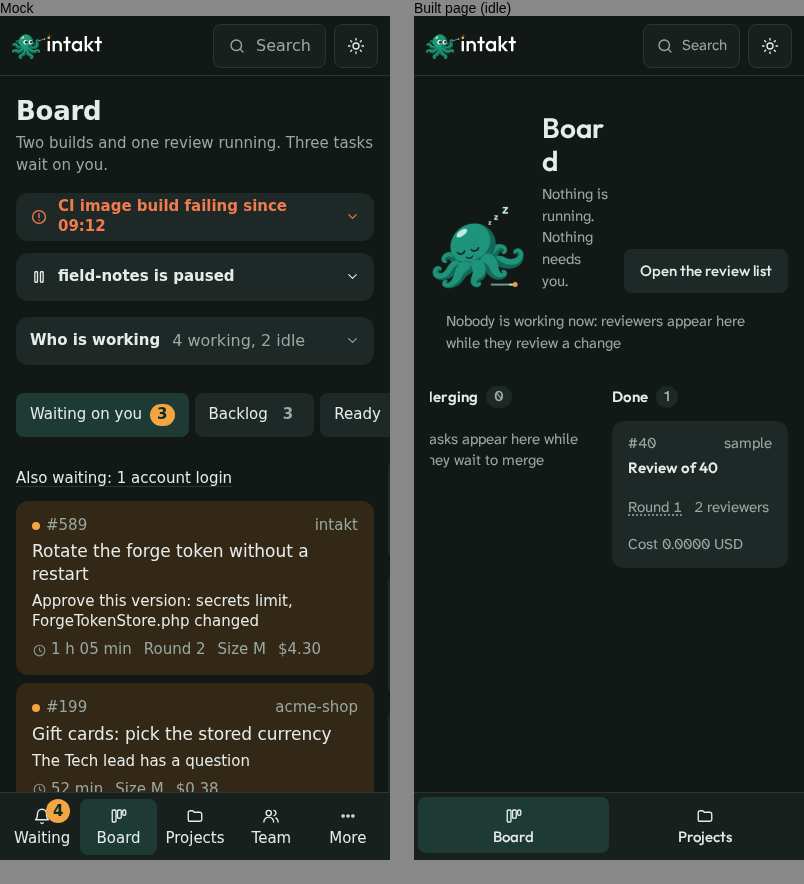 Mock
intakt
Search
Board
Two builds and one review running. Three tasks
wait on you.
CI image build failing since
09:12
field-notes is paused
Who is working 4 working, 2 idle
Waiting on you 3
Backlog 3
Ready
Also waiting: 1 account login
#589 intakt
Rotate the forge token without a
restart
Approve this version: secrets limit,
ForgeTokenStore.php changed
1 h 05 min Round 2 Size M $4.30
#199 acme-shop
Gift cards: pick the stored currency
The Tech lead has a question
52 min Size M $0.38
4
Waiting
Board
Projects
Team
More
Built page (idle)
intakt
Search
Boar
d
Nothing is
running.
Nothing
needs
you.
z z z
Open the review list
Nobody is working now: reviewers appear here
while they review a change
lerging 0
asks appear here while
hey wait to merge
Done 1
#40 sample
Review of 40
Round 1 2 reviewers
Cost 0.0000 USD
Board
Projects